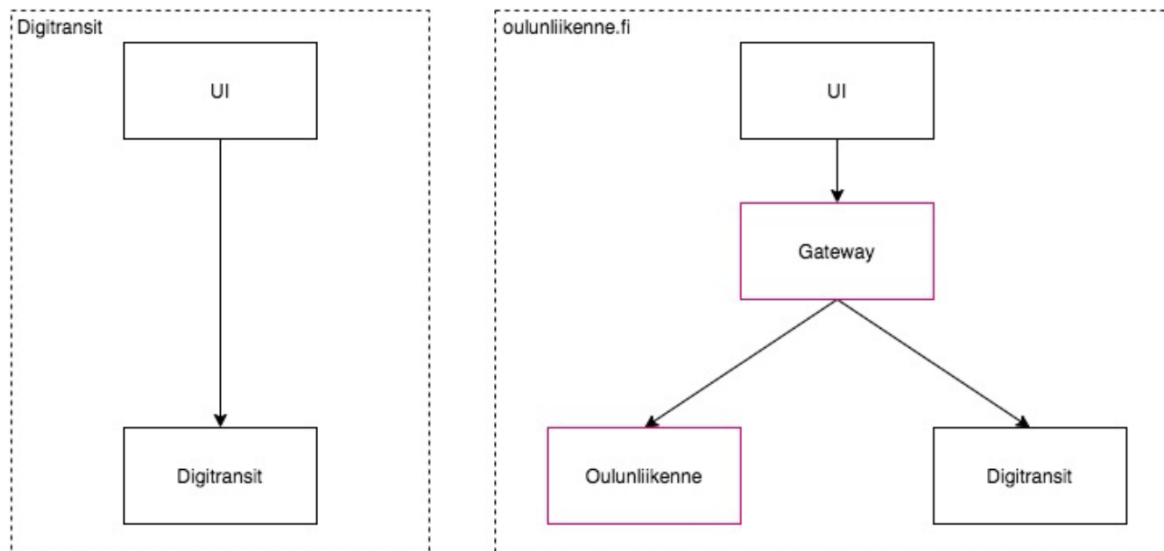 Digitransit
UI
Digitransit
oulunliikenne.fi
UI
Gateway
Oulunliikenne
Digitransit